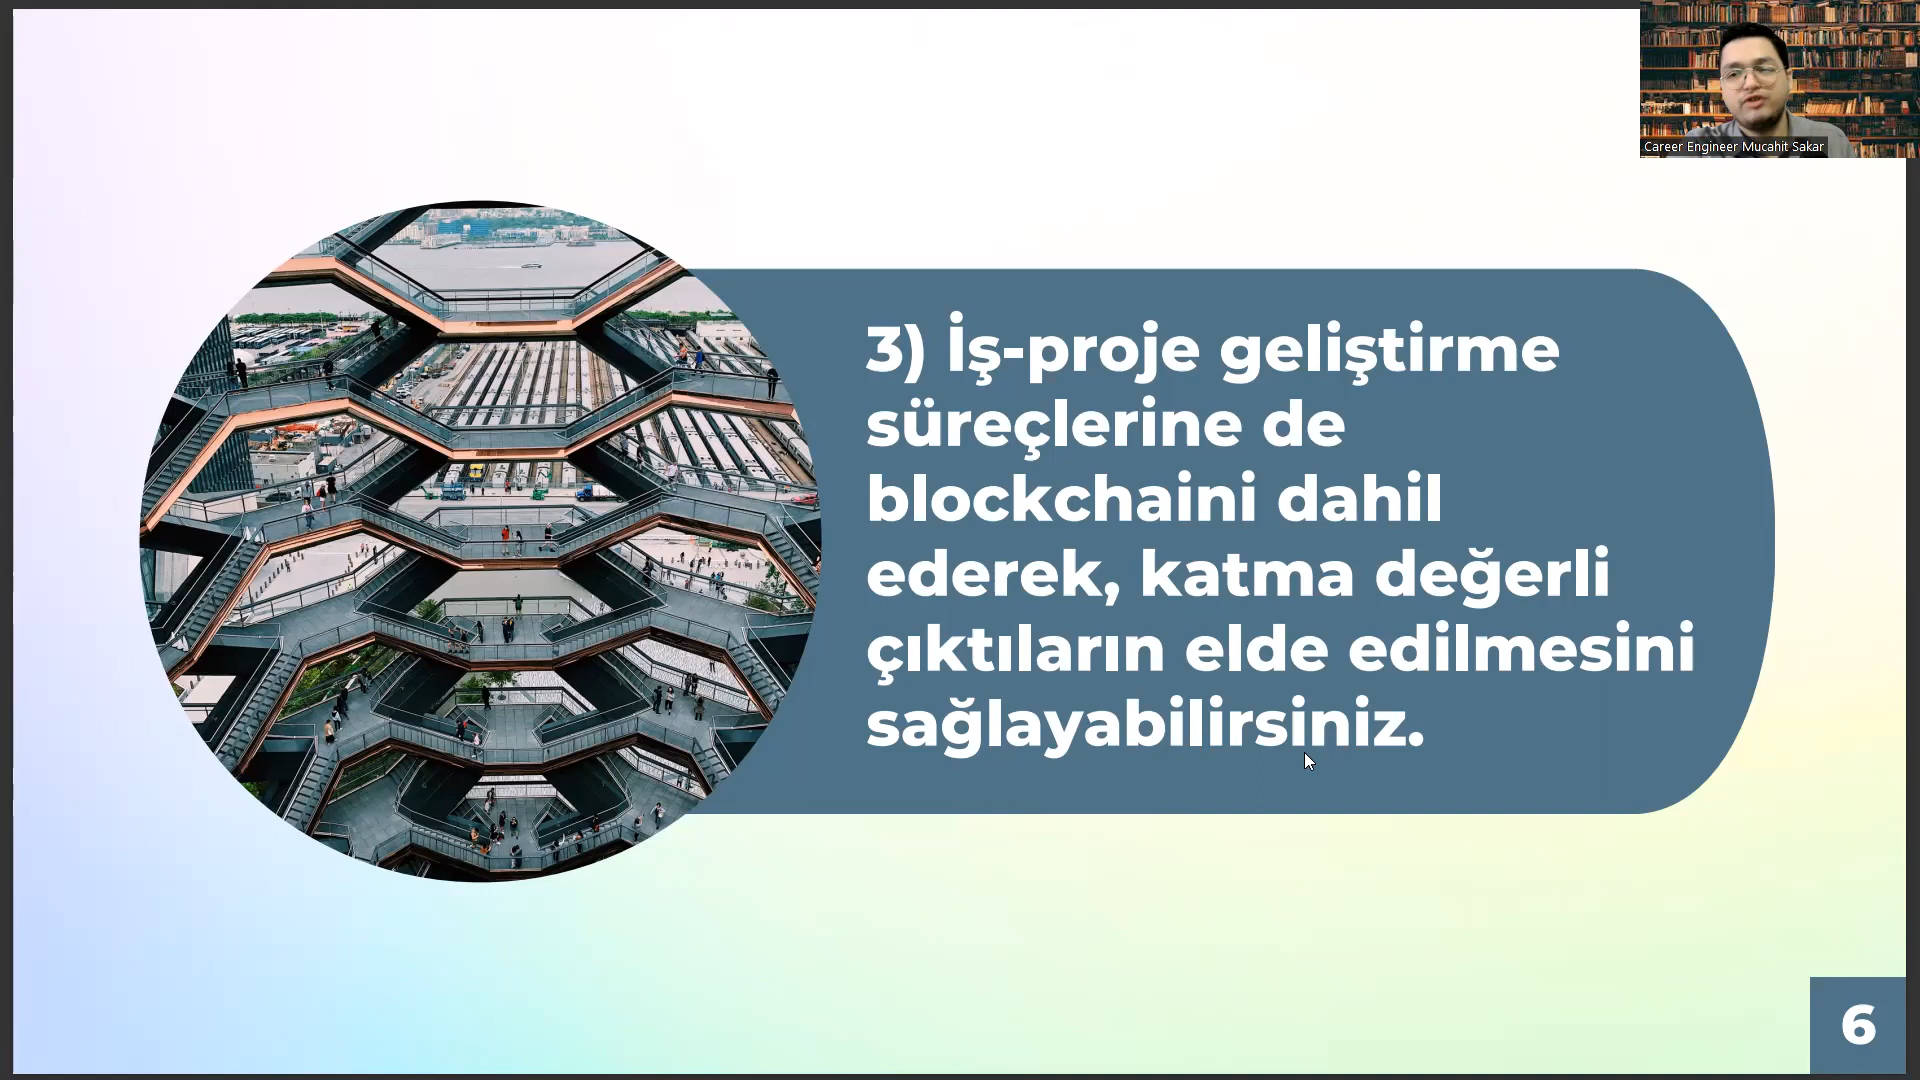 Career Engineer Mucahit Sakar
3) İş-proje geliştirme
süreçlerine de
blockchaini dahil
ederek, katma değerli
çıktıların elde edilmesini
sağlayabilirsiniz.
6